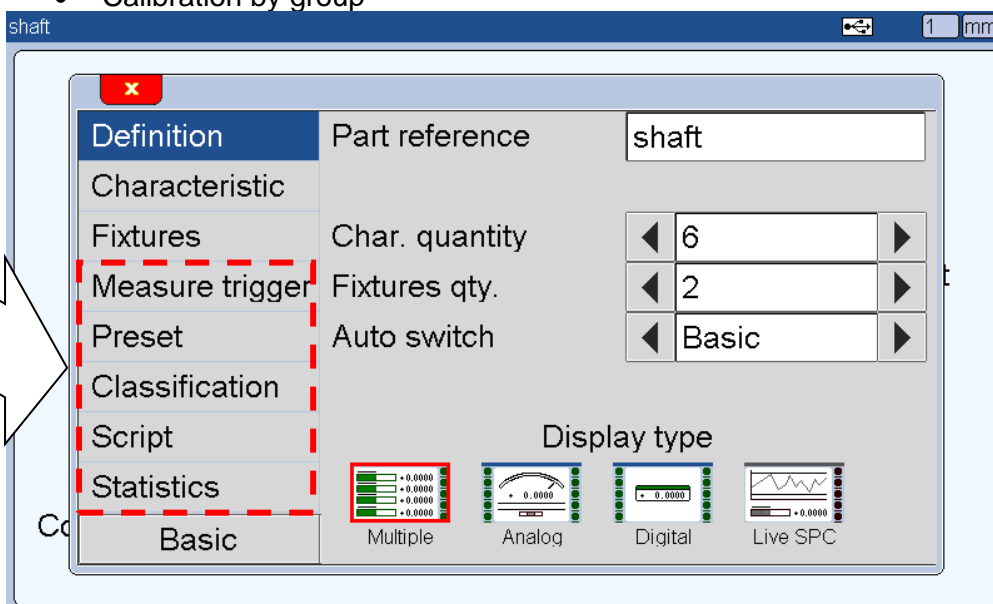 • Calibration by group
shaft
1 mm
x
Definition
Part reference
shaft
Characteristic
Fixtures
Char. quantity
6
Measure trigger
Fixtures qty.
2
Preset
Auto switch
Basic
Classification
Script
Display type
Statistics
+0.0000
+0.0000
+0.0000
+0.0000
+ 0.0000
+ 0.0000
+0.0000
Basic
Multiple
Analog
Digital
Live SPC